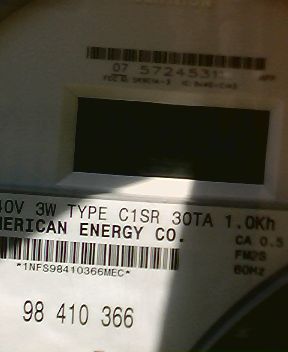 07 5724531
40V 3W TYPE C1SR 30TA 1.0Kh
MERICAN ENERGY CO.
CA 0.5
FM2S
60Hz
*1NFS98410366MEC*
98 410 366